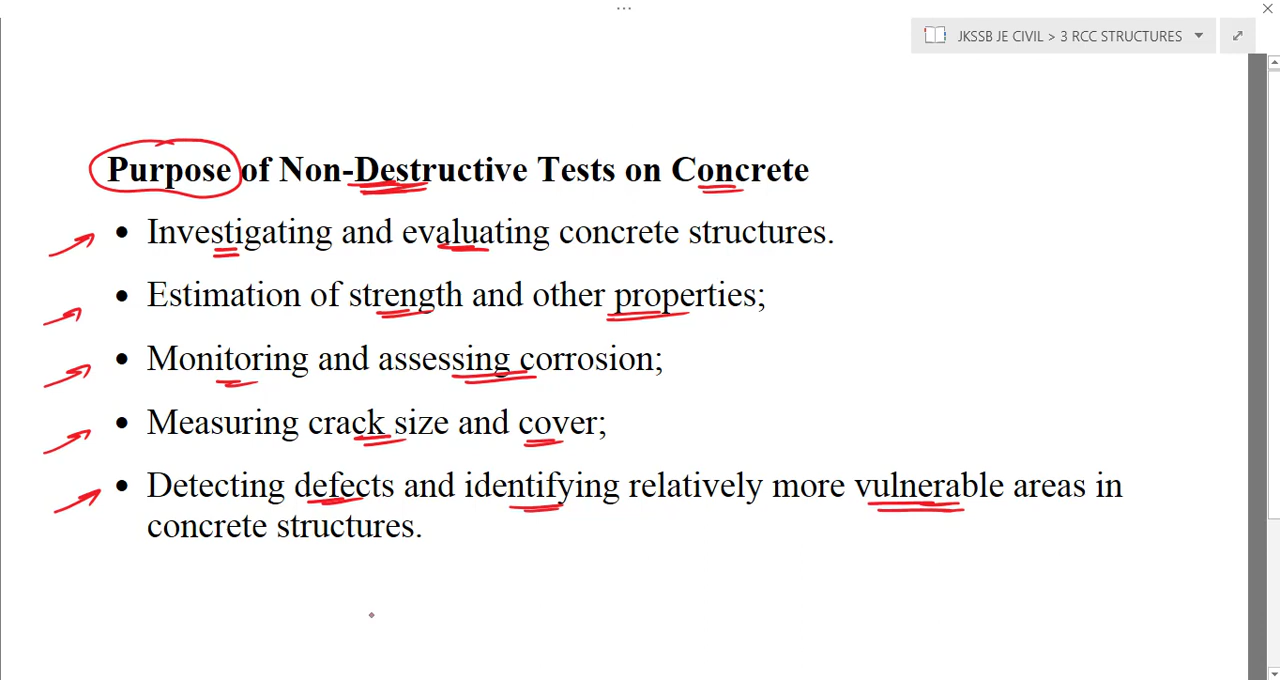 JKSSB JE CIVIL > 3 RCC STRUCTURES
Purpose of Non-Destructive Tests on Concrete
• Investigating and evaluating concrete structures.
• Estimation of strength and other properties;
• Monitoring and assessing corrosion;
• Measuring crack size and cover;
• Detecting defects and identifying relatively more vulnerable areas in
concrete structures.